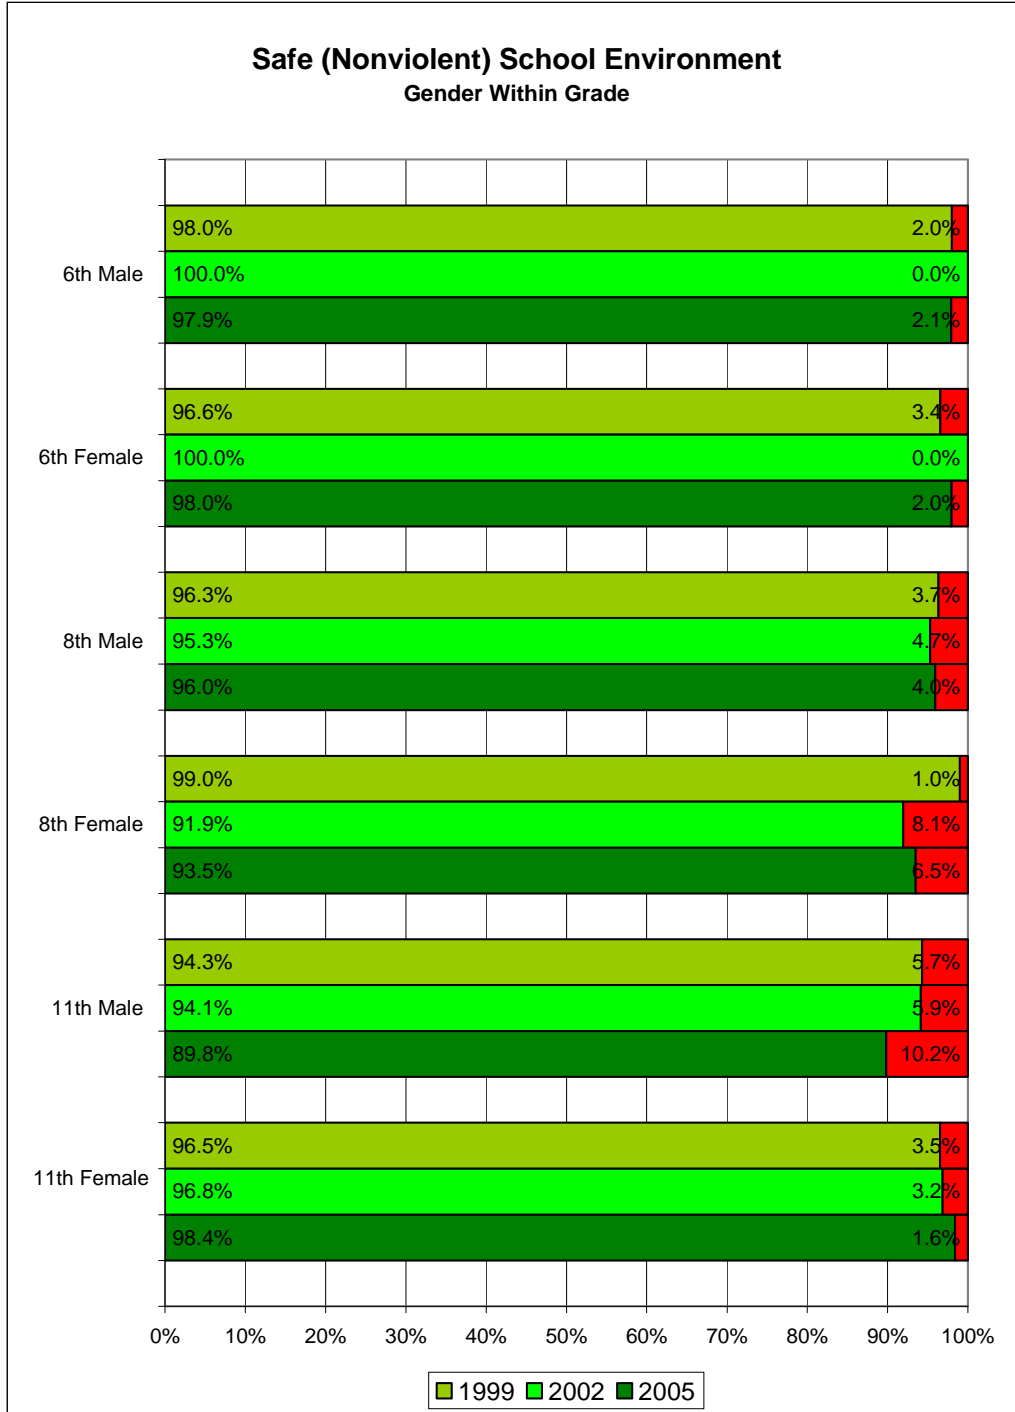 Safe (Nonviolent) School Environment
Gender Within Grade
98.0% 2.0%
6th Male 100.0% 0.0%
97.9% 2.1%
96.6% 3.4%
6th Female 100.0% 0.0%
98.0% 2.0%
96.3% 3.7%
8th Male 95.3% 4.7%
96.0% 4.0%
99.0% 1.0%
8th Female 91.9% 8.1%
93.5% 6.5%
94.3% 5.7%
11th Male 94.1% 5.9%
89.8% 10.2%
96.5% 3.5%
11th Female 96.8% 3.2%
98.4% 1.6%
0% 10% 20% 30% 40% 50% 60% 70% 80% 90% 100%
1999 2002 2005